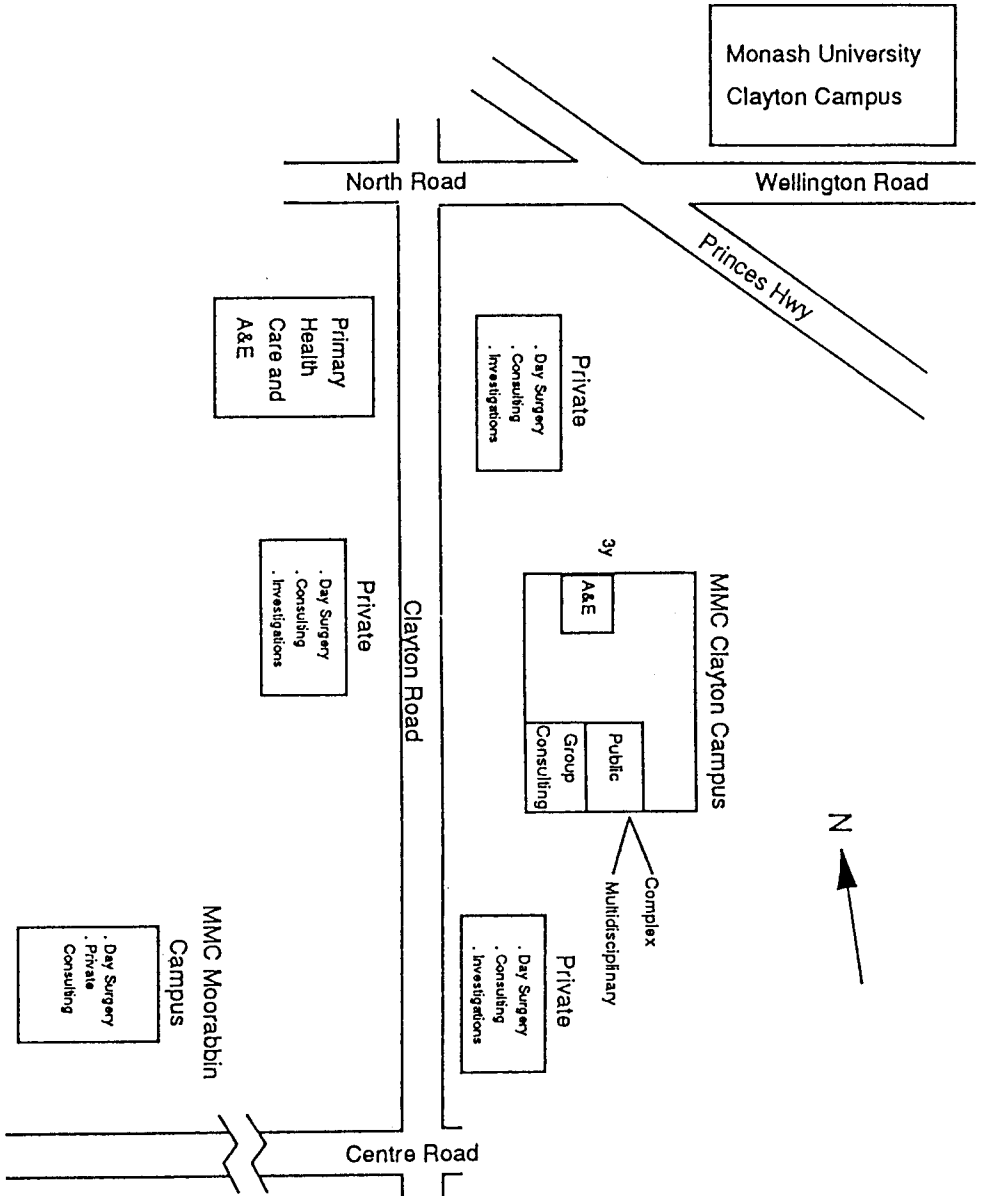 Monash University
Clayton Campus
North Road
Wellington Road
Princes Hwy
Primary
Health
Care and
A&E
Private
. Day Surgery
. Consulting
. Investigations
3y
A&E
MMC Clayton Campus
Public
Group
Consulting
Complex
Multidisciplinary
N
Private
. Day Surgery
. Consulting
. Investigations
Clayton Road
Private
. Day Surgery
. Consulting
. Investigations
MMC Moorabbin
Campus
. Day Surgery
. Private
Consulting
Centre Road